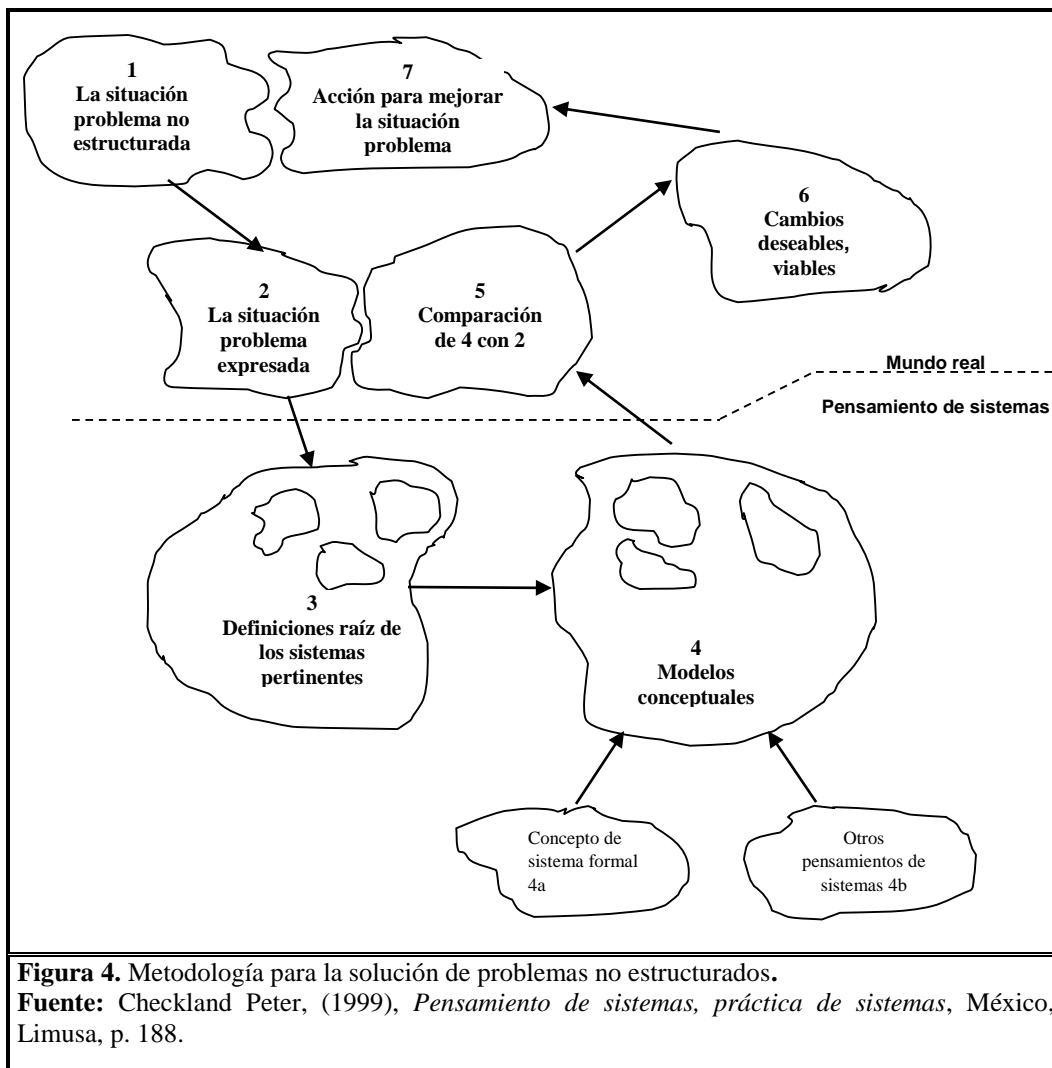 1
La situación
problema no
estructurada
7
Acción para mejorar
la situación
problema
6
Cambios
deseables,
viables
2
La situación
problema
expresada
5
Comparación
de 4 con 2
Mundo real
Pensamiento de sistemas
3
Definiciones raíz de
los sistemas
pertinentes
4
Modelos
conceptuales
Concepto de
sistema formal
4a
Otros
pensamientos de
sistemas 4b
Figura 4. Metodología para la solución de problemas no estructurados.
Fuente: Checkland Peter, (1999), Pensamiento de sistemas, práctica de sistemas, México,
Limusa, p. 188.